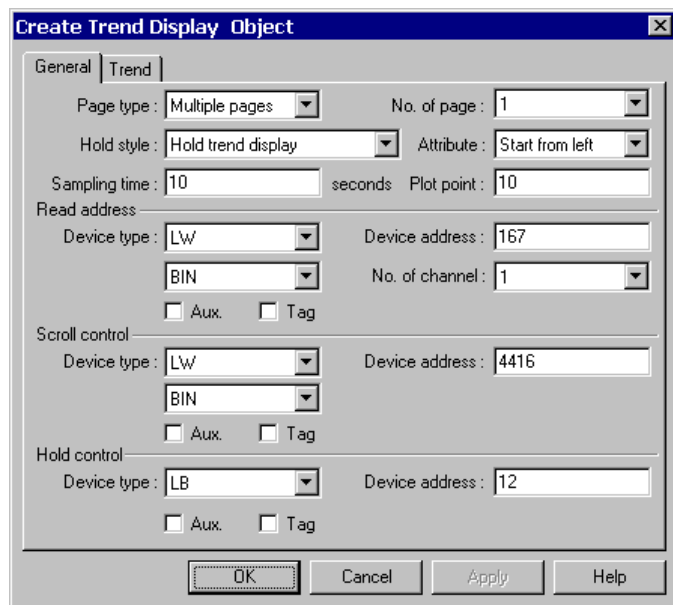 Create Trend Display Object
General Trend
Page type : Multiple pages No. of page : 1
Hold style : Hold trend display Attribute : Start from left
Sampling time : 10 seconds Plot point : 10
Read address
Device type : LW Device address : 167
BIN No. of channel : 1
Aux. Tag
Scroll control
Device type : LW Device address : 4416
BIN
Aux. Tag
Hold control
Device type : LB Device address : 12
Aux. Tag
OK Cancel Apply Help